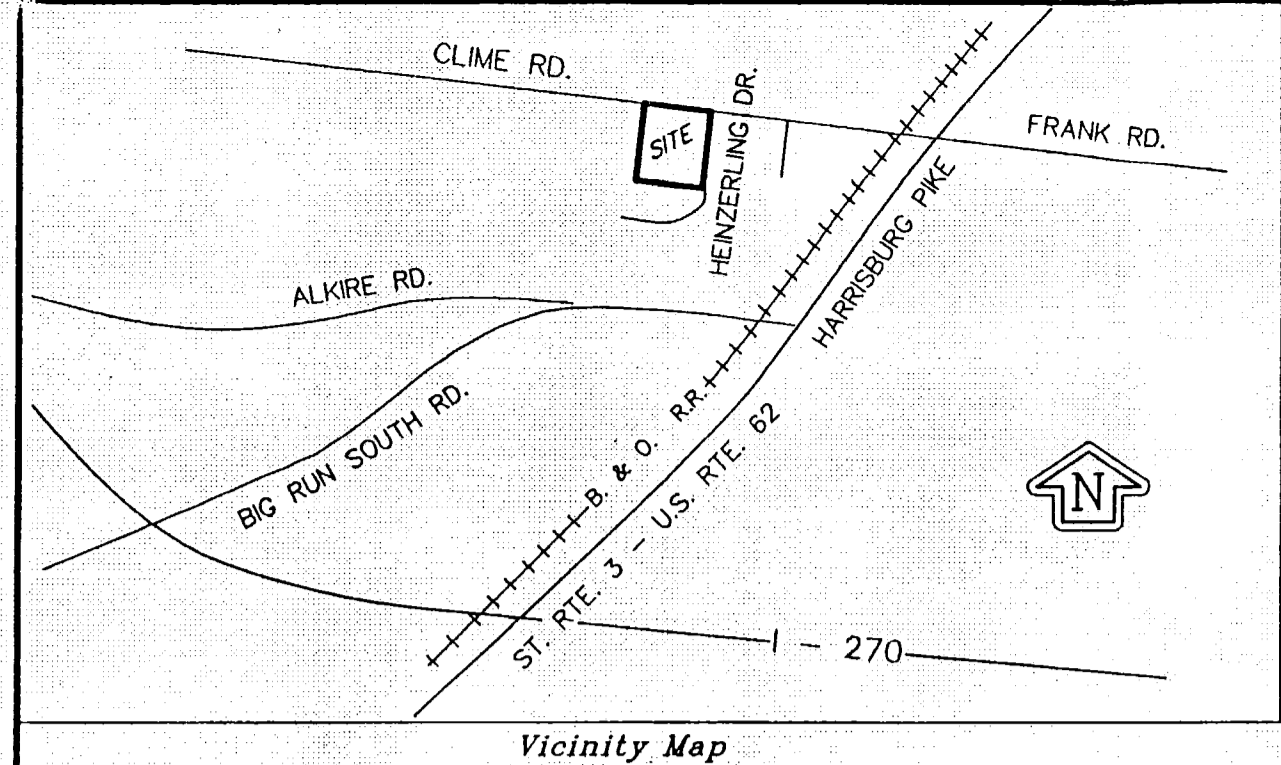 CLIME RD.
HEINZERLING DR.
SITE
FRANK RD.
HARRISBURG PIKE
ALKIRE RD.
BIG RUN SOUTH RD.
B. & O. R.R.
ST. RTE. 3 - U.S. RTE. 62
N
I - 270
Vicinity Map